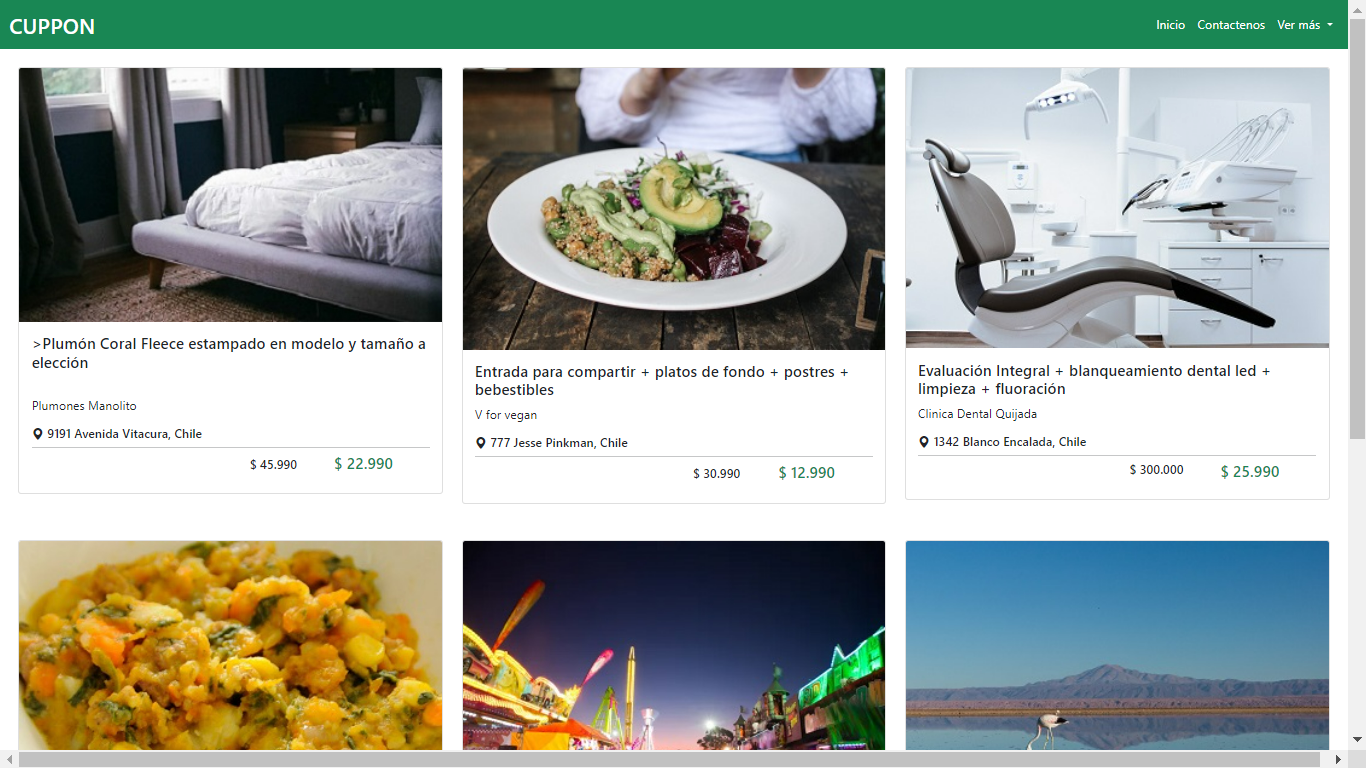 CUPPON
Inicio Contactenos Ver más
>Plumón Coral Fleece estampado en modelo y tamaño a
elección
Plumones Manolito
9191 Avenida Vitacura, Chile
$ 45.990 $ 22.990
Entrada para compartir + platos de fondo + postres +
bebestibles
V for vegan
777 Jesse Pinkman, Chile
$ 30.990 $ 12.990
Evaluación Integral + blanqueamiento dental led +
limpieza + fluoración
Clinica Dental Quijada
1342 Blanco Encalada, Chile
$ 300.000 $ 25.990